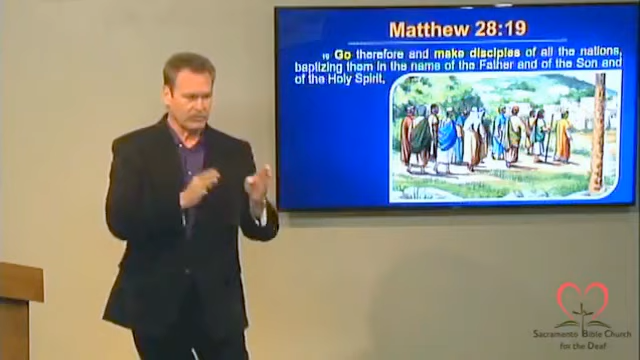 Matthew 28:19
19 Go therefore and make disciples of all the nations,
baptizing them in the name of the Father and of the Son and
of the Holy Spirit,
Sacramento Bible Church
for the Deaf